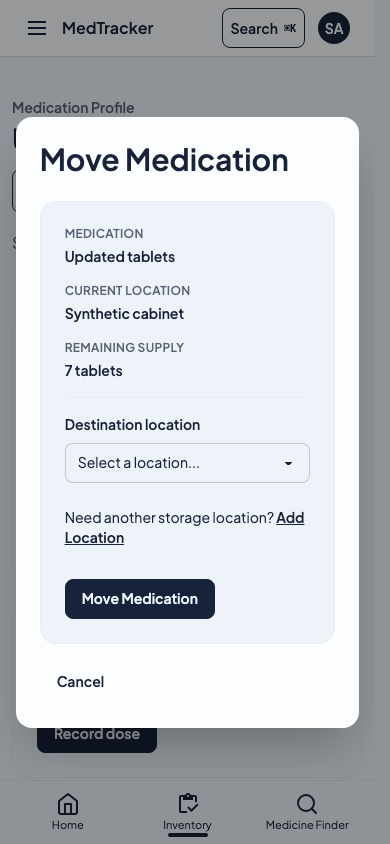 MedTracker
Search ⌘K
SA
Medication Profile
Move Medication
MEDICATION
Updated tablets
CURRENT LOCATION
Synthetic cabinet
REMAINING SUPPLY
7 tablets
Destination location
Select a location...
Need another storage location? Add
Location
Move Medication
Cancel
Record dose
Home
Inventory
Medicine Finder